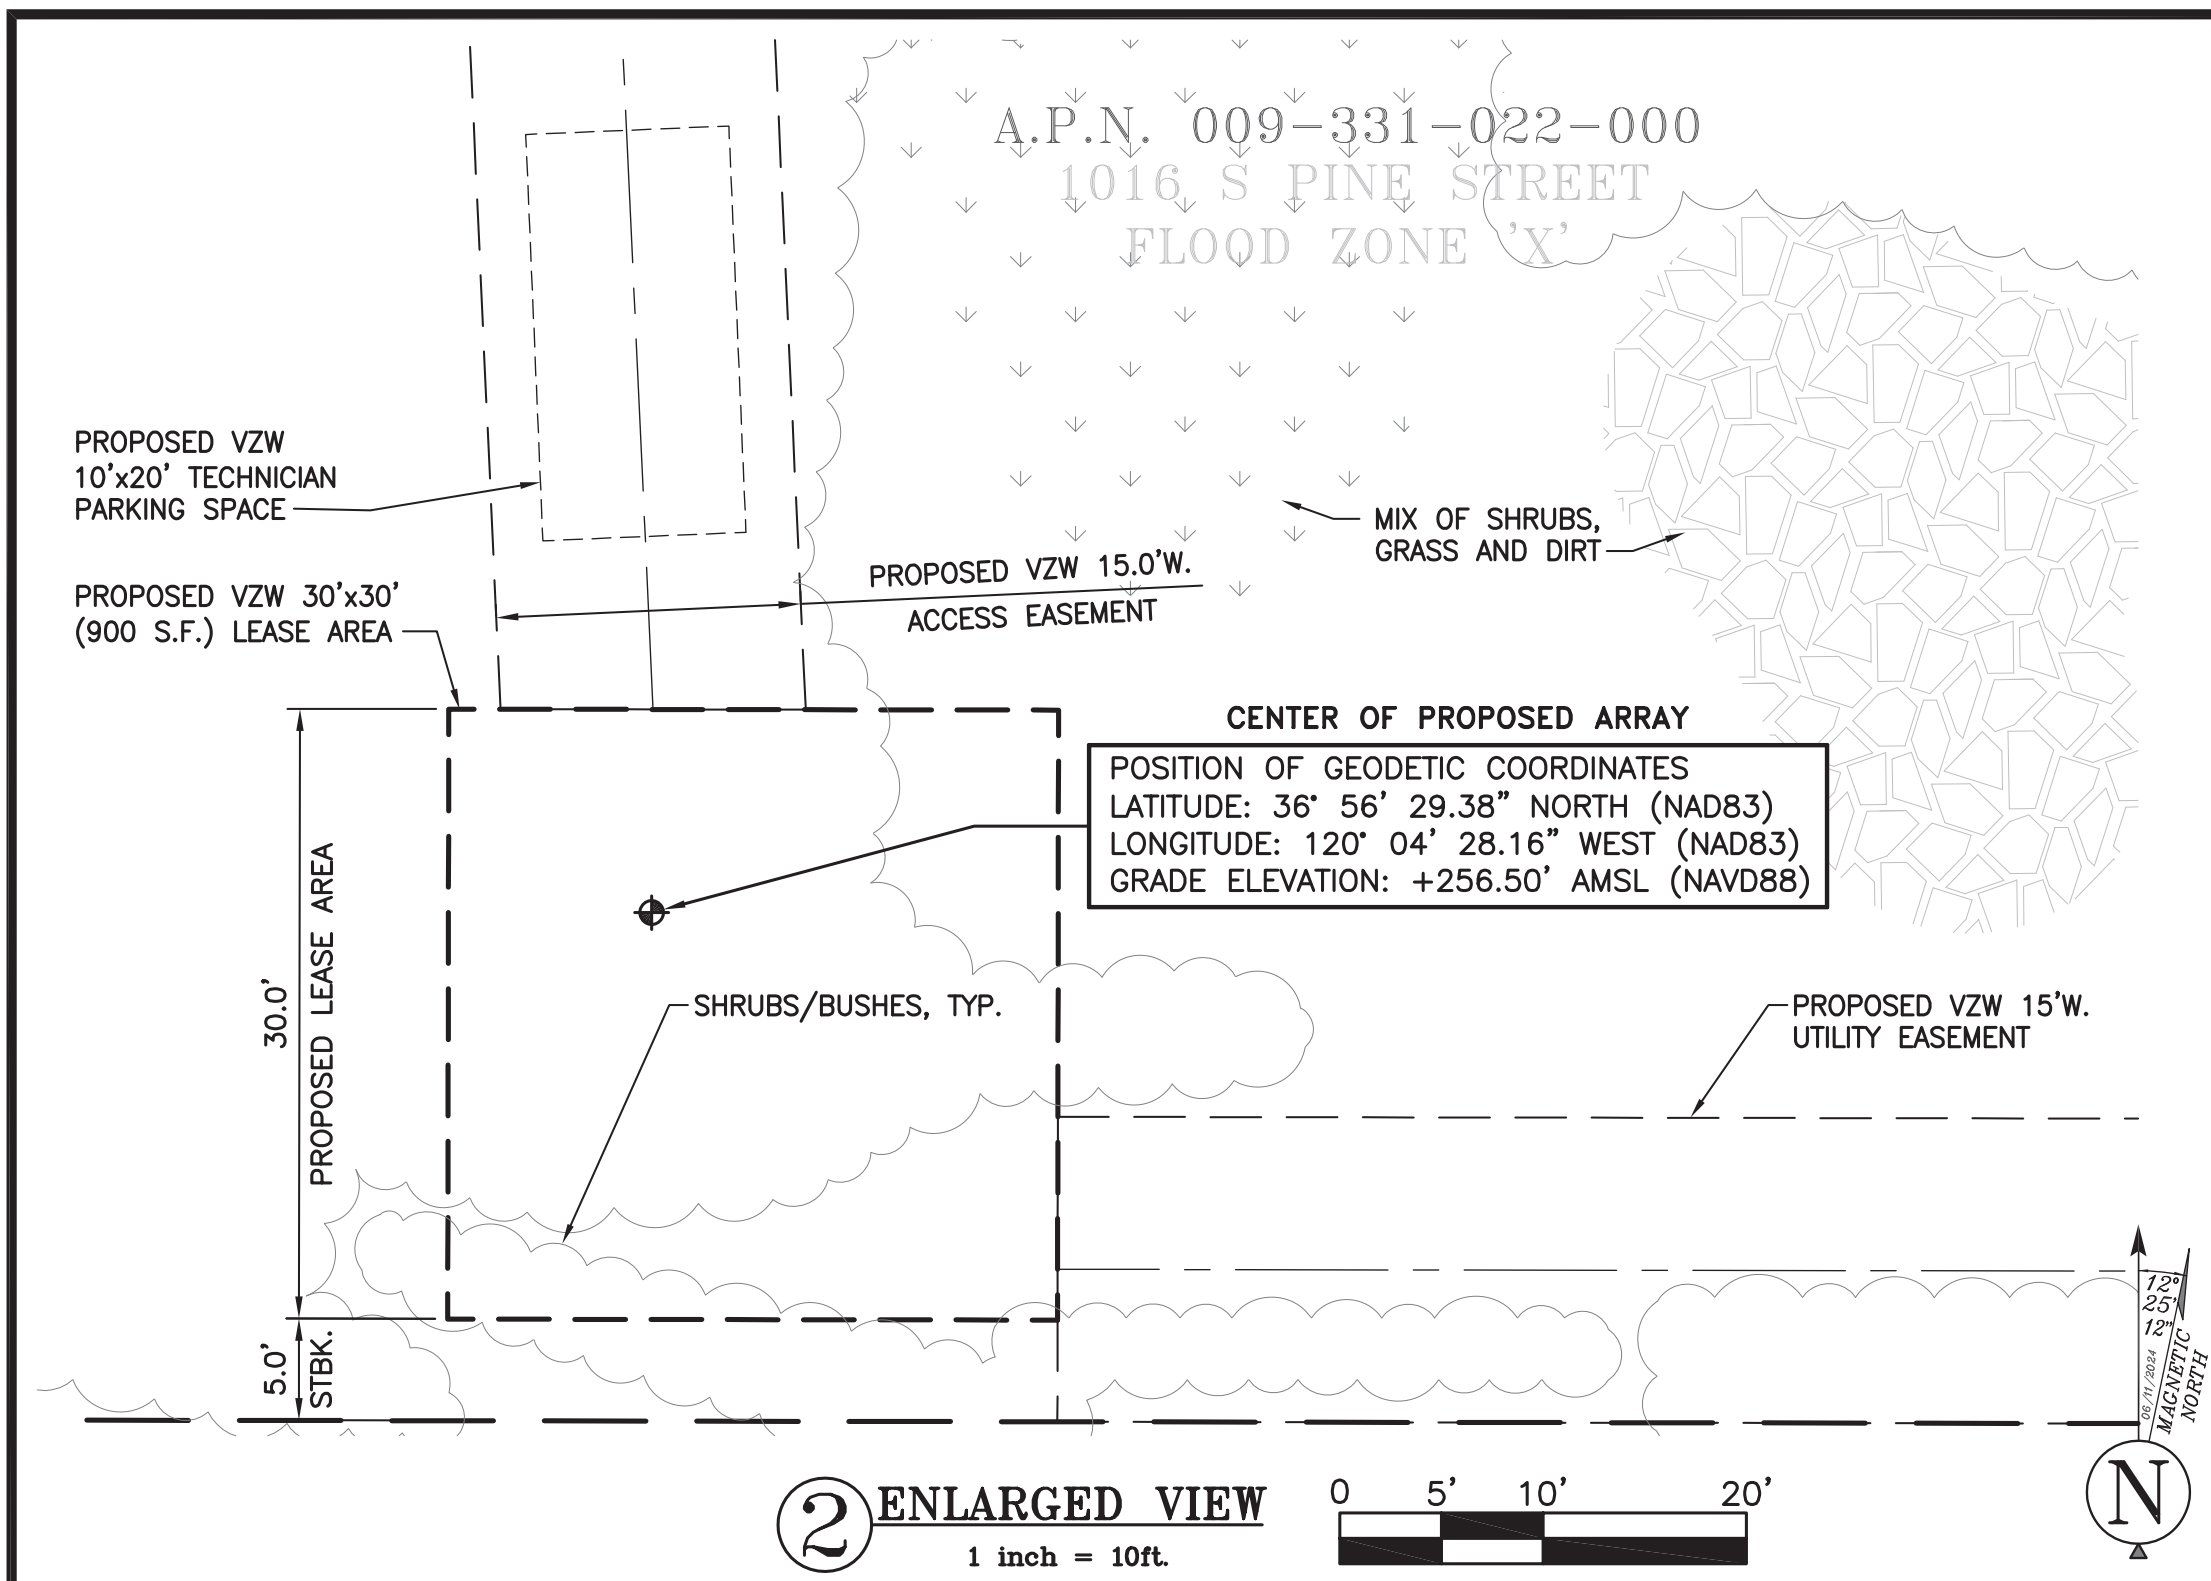 A.P.N. 009-331-022-000
1016 S PINE STREET
FLOOD ZONE 'X'
PROPOSED VZW
10'x20' TECHNICIAN
PARKING SPACE
MIX OF SHRUBS,
GRASS AND DIRT
PROPOSED VZW 15.0'W.
ACCESS EASEMENT
PROPOSED VZW 30'x30'
(900 S.F.) LEASE AREA
CENTER OF PROPOSED ARRAY
POSITION OF GEODETIC COORDINATES
LATITUDE: 36° 56' 29.38" NORTH (NAD83)
LONGITUDE: 120° 04' 28.16" WEST (NAD83)
GRADE ELEVATION: +256.50' AMSL (NAVD88)
30.0'
PROPOSED LEASE AREA
SHRUBS/BUSHES, TYP.
PROPOSED VZW 15'W.
UTILITY EASEMENT
5.0'
STBK.
12°
25'
12"
06/11/2024
MAGNETIC
NORTH
N
2
ENLARGED VIEW
1 inch = 10ft.
0 5' 10' 20'